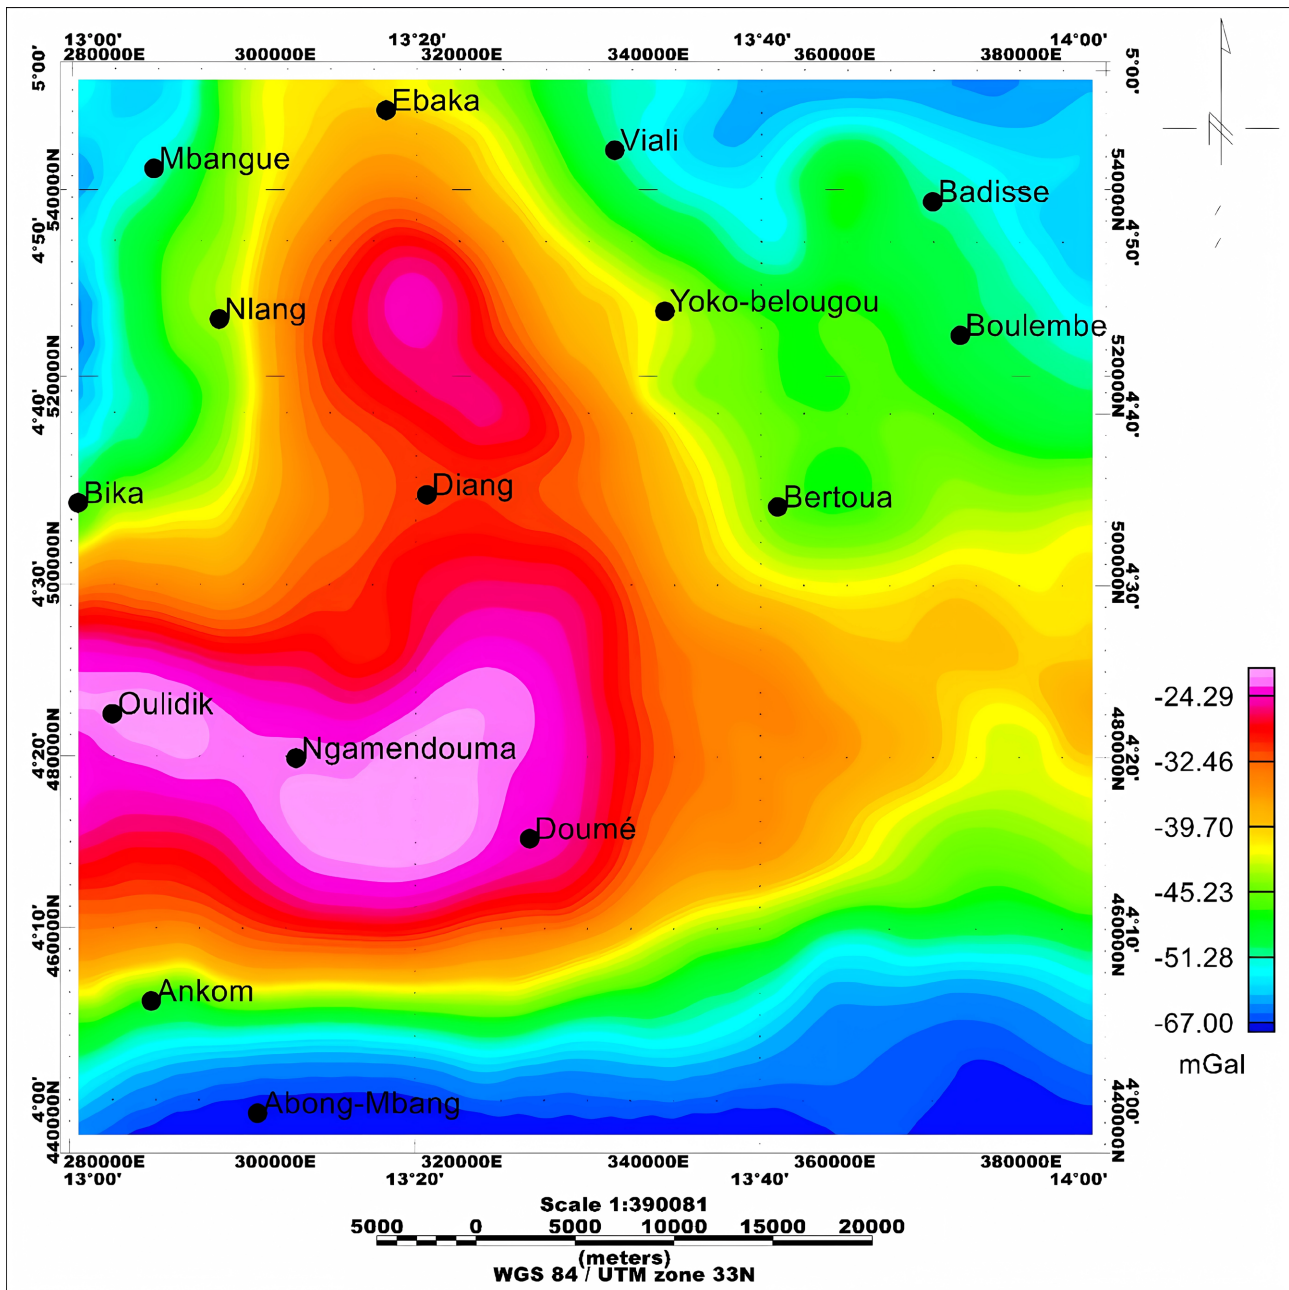 13°00' 13°20' 13°40' 14°00'
280000E 300000E 320000E 340000E 360000E 380000E
5°00' 5°00'
Ebaka
Viali
Mbangue
Badisse
540000N 540000N
4°50' 4°50'
Nlang
Yoko-belougou
Boulembe
520000N 520000N
4°40' 4°40'
Bika
Diang
Bertoua
500000N 500000N
4°30' 4°30'
Oulidik
Ngamendouma
480000N 480000N
4°20' 4°20'
Doumé
460000N 460000N
4°10' 4°10'
Ankom
Abong-Mbang
4°00' 4°00'
440000N 440000N
-24.29
-32.46
-39.70
-45.23
-51.28
-67.00
mGal
280000E 300000E 320000E 340000E 360000E 380000E
13°00' 13°20' 13°40' 14°00'
Scale 1:390081
5000 0 5000 10000 15000 20000
(meters)
WGS 84 / UTM zone 33N